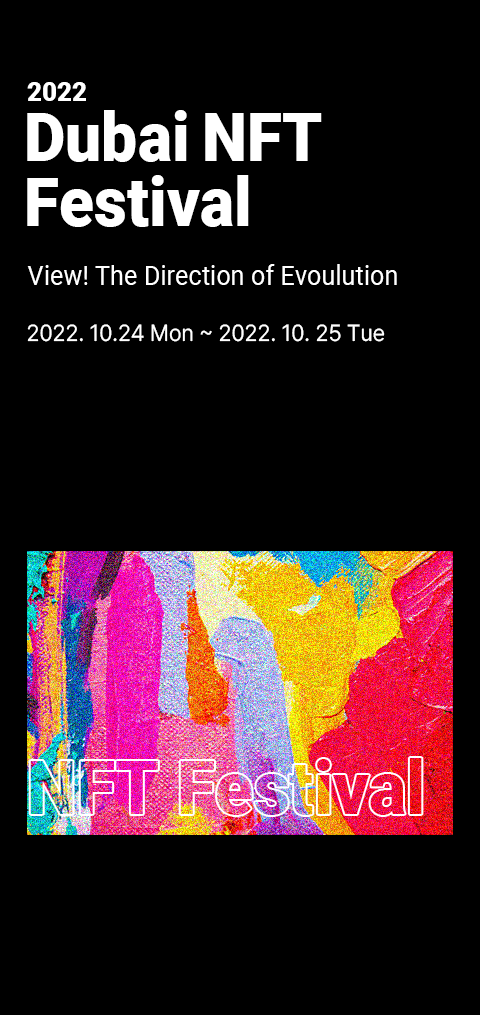 2022
Dubai NFT
Festival
View! The Direction of Evoulution
2022. 10.24 Mon ~ 2022. 10. 25 Tue
NFT Festival